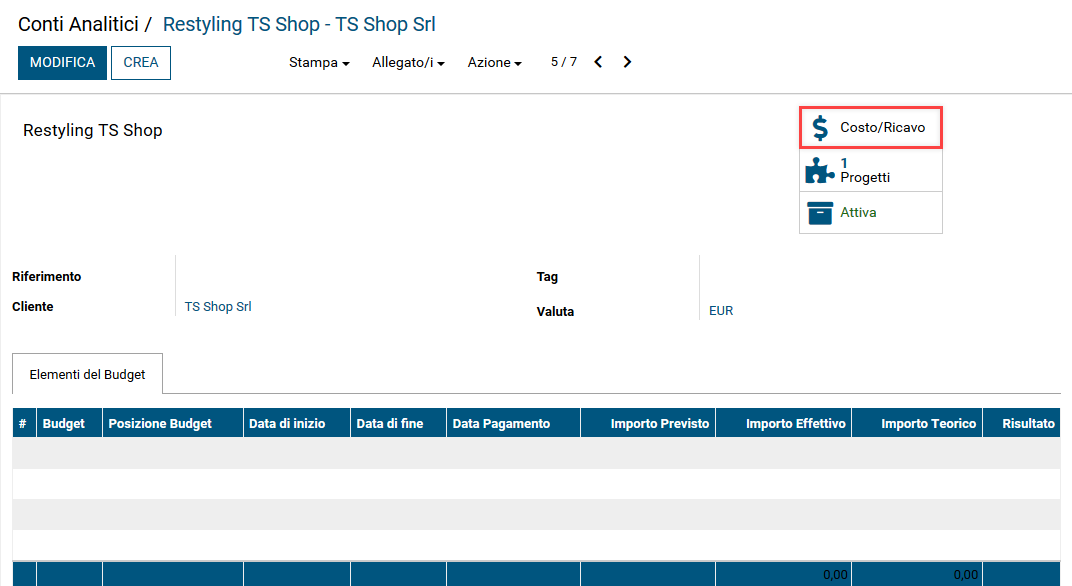 Conti Analitici / Restyling TS Shop - TS Shop Srl
MODIFICA CREA Stampa Allegato/i Azione 5 / 7
Restyling TS Shop
Costo/Ricavo
1
Progetti
Attiva
Riferimento Tag
Cliente TS Shop Srl
Valuta EUR
Elementi del Budget
# Budget Posizione Budget Data di inizio Data di fine Data Pagamento Importo Previsto Importo Effettivo Importo Teorico Risultato
0,00 0,00